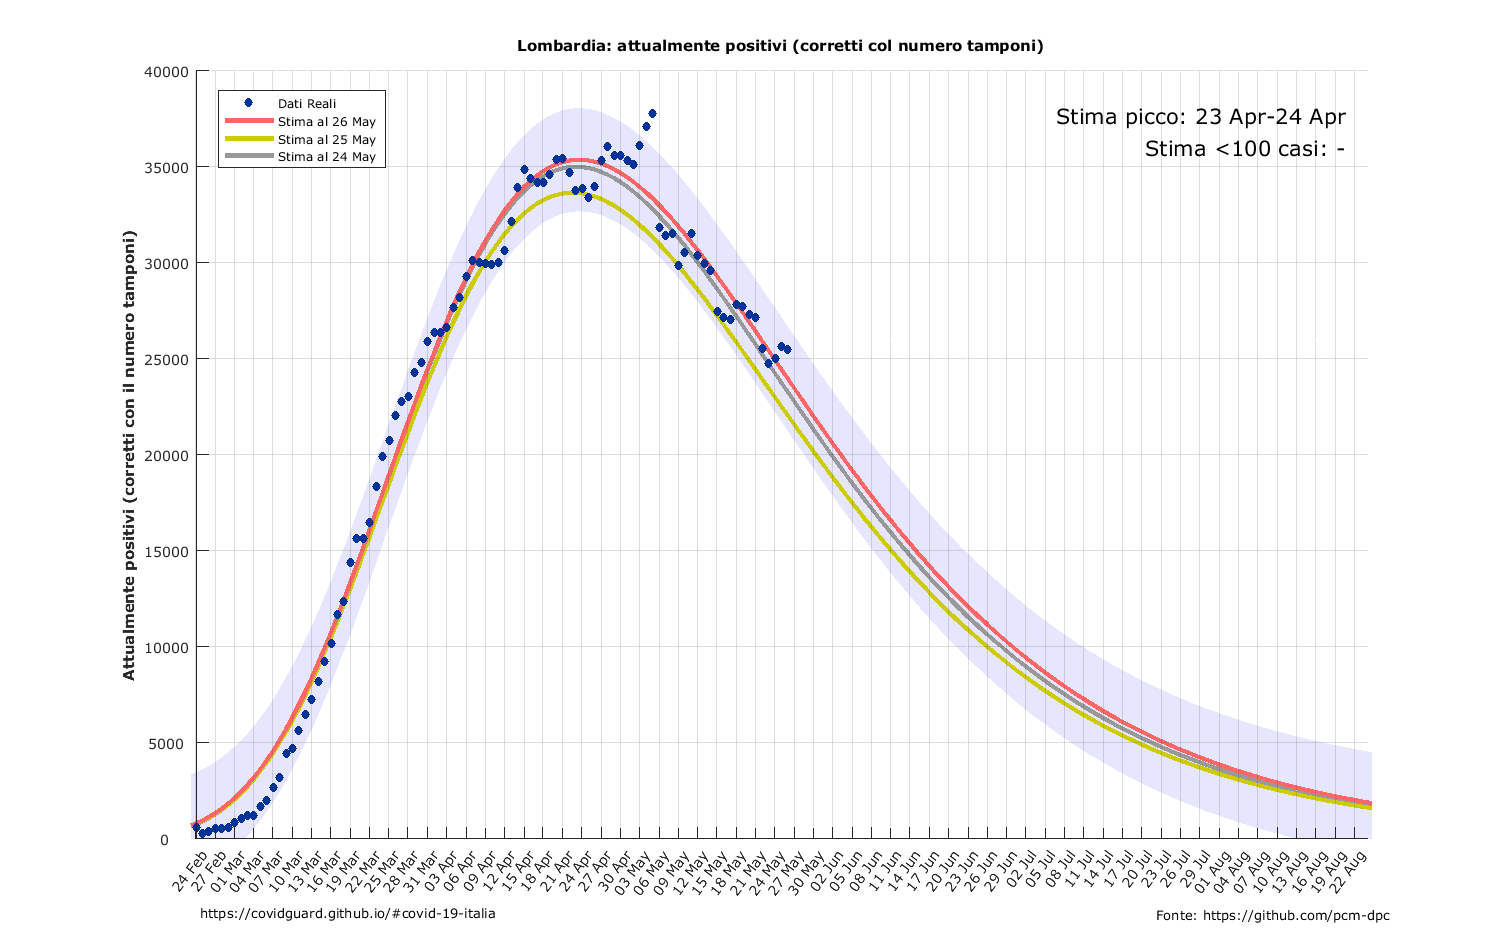 Lombardia: attualmente positivi (corretti col numero tamponi)
Attualmente positivi (corretti con il numero tamponi)
40000
35000
30000
25000
20000
15000
10000
5000
0
Dati Reali
Stima al 26 May
Stima al 25 May
Stima al 24 May
Stima picco: 23 Apr-24 Apr
Stima <100 casi: -
24 Feb
27 Feb
01 Mar
04 Mar
07 Mar
10 Mar
13 Mar
16 Mar
19 Mar
22 Mar
25 Mar
28 Mar
31 Mar
03 Apr
06 Apr
09 Apr
12 Apr
15 Apr
18 Apr
21 Apr
24 Apr
27 Apr
30 Apr
03 May
06 May
09 May
12 May
15 May
18 May
21 May
24 May
27 May
30 May
02 Jun
05 Jun
08 Jun
11 Jun
14 Jun
17 Jun
20 Jun
23 Jun
26 Jun
29 Jun
02 Jul
05 Jul
08 Jul
11 Jul
14 Jul
17 Jul
20 Jul
23 Jul
26 Jul
29 Jul
01 Aug
04 Aug
07 Aug
10 Aug
13 Aug
16 Aug
19 Aug
22 Aug
https://covidguard.github.io/#covid-19-italia
Fonte: https://github.com/pcm-dpc